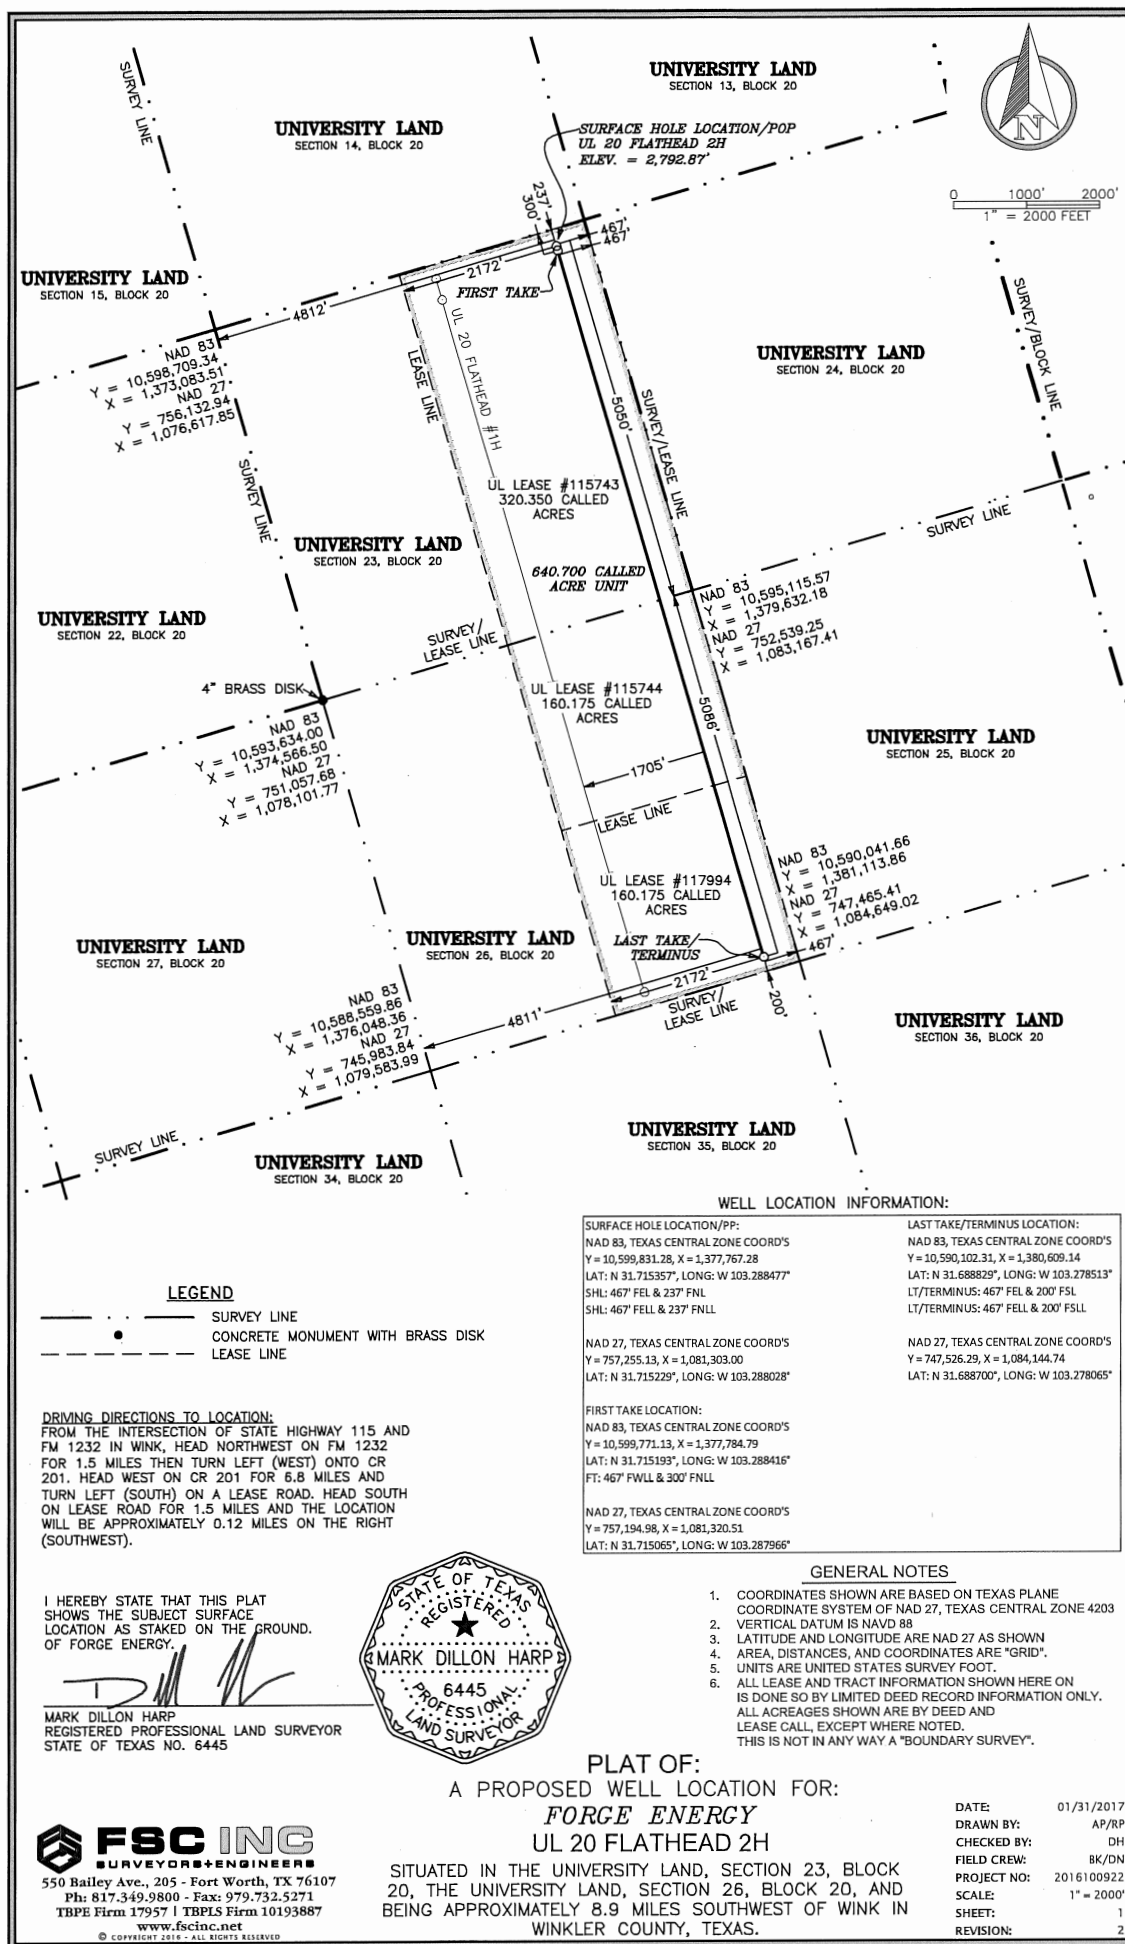 UNIVERSITY LAND
SECTION 13, BLOCK 20
UNIVERSITY LAND
SECTION 14, BLOCK 20
SURVEY LINE
SURFACE HOLE LOCATION/POP
UL 20 FLATHEAD 2H
ELEV. = 2,792.87'
N
0 1000' 2000'
1" = 2000 FEET
237'
300'
467'
467'
2172'
FIRST TAKE
UNIVERSITY LAND
SECTION 15, BLOCK 20
4812'
NAD 83
Y = 10,598,709.34
X = 1,373,083.51
NAD 27
Y = 756,132.94
X = 1,076,617.85
LEASE LINE
UL 20 FLATHEAD #1H
SURVEY/BLOCK LINE
UNIVERSITY LAND
SECTION 24, BLOCK 20
5050'
SURVEY/LEASE LINE
SURVEY LINE
UL LEASE #115743
320.350 CALLED
ACRES
SURVEY LINE
UNIVERSITY LAND
SECTION 23, BLOCK 20
640.700 CALLED
ACRE UNIT
NAD 83
Y = 10,595,115.57
X = 1,379,632.18
NAD 27
Y = 752,539.25
X = 1,083,167.41
UNIVERSITY LAND
SECTION 22, BLOCK 20
SURVEY/
LEASE LINE
4" BRASS DISK
UL LEASE #115744
160.175 CALLED
ACRES
5086'
NAD 83
Y = 10,593,634.00
X = 1,374,566.50
NAD 27
Y = 751,057.68
X = 1,078,101.77
UNIVERSITY LAND
SECTION 25, BLOCK 20
1705'
LEASE LINE
NAD 83
Y = 10,590,041.66
X = 1,381,113.86
NAD 27
Y = 747,465.41
X = 1,084,649.02
UL LEASE #117994
160.175 CALLED
ACRES
UNIVERSITY LAND
SECTION 27, BLOCK 20
UNIVERSITY LAND
SECTION 26, BLOCK 20
LAST TAKE/
TERMINUS
467'
2172'
200'
SURVEY/
LEASE LINE
NAD 83
Y = 10,588,559.86
X = 1,376,048.36
NAD 27
Y = 745,983.84
X = 1,079,583.99
4811'
UNIVERSITY LAND
SECTION 36, BLOCK 20
SURVEY LINE
UNIVERSITY LAND
SECTION 35, BLOCK 20
UNIVERSITY LAND
SECTION 34, BLOCK 20
WELL LOCATION INFORMATION:
SURFACE HOLE LOCATION/PP:
NAD 83, TEXAS CENTRAL ZONE COORD'S
Y = 10,599,831.28, X = 1,377,767.28
LAT: N 31.715357°, LONG: W 103.288477°
SHL: 467' FEL & 237' FNL
SHL: 467' FELL & 237' FNLL
NAD 27, TEXAS CENTRAL ZONE COORD'S
Y = 757,255.13, X = 1,081,303.00
LAT: N 31.715229°, LONG: W 103.288028°
FIRST TAKE LOCATION:
NAD 83, TEXAS CENTRAL ZONE COORD'S
Y = 10,599,771.13, X = 1,377,784.79
LAT: N 31.715193°, LONG: W 103.288416°
FT: 467' FWLL & 300' FNLL
NAD 27, TEXAS CENTRAL ZONE COORD'S
Y = 757,194.98, X = 1,081,320.51
LAT: N 31.715065°, LONG: W 103.287966°
LAST TAKE/TERMINUS LOCATION:
NAD 83, TEXAS CENTRAL ZONE COORD'S
Y = 10,590,102.31, X = 1,380,609.14
LAT: N 31.688829°, LONG: W 103.278513°
LT/TERMINUS: 467' FEL & 200' FSL
LT/TERMINUS: 467' FELL & 200' FSLL
NAD 27, TEXAS CENTRAL ZONE COORD'S
Y = 747,526.29, X = 1,084,144.74
LAT: N 31.688700°, LONG: W 103.278065°
LEGEND
SURVEY LINE
CONCRETE MONUMENT WITH BRASS DISK
LEASE LINE
DRIVING DIRECTIONS TO LOCATION:
FROM THE INTERSECTION OF STATE HIGHWAY 115 AND
FM 1232 IN WINK, HEAD NORTHWEST ON FM 1232
FOR 1.5 MILES THEN TURN LEFT (WEST) ONTO CR
201. HEAD WEST ON CR 201 FOR 6.8 MILES AND
TURN LEFT (SOUTH) ON A LEASE ROAD. HEAD SOUTH
ON LEASE ROAD FOR 1.5 MILES AND THE LOCATION
WILL BE APPROXIMATELY 0.12 MILES ON THE RIGHT
(SOUTHWEST).
I HEREBY STATE THAT THIS PLAT
SHOWS THE SUBJECT SURFACE
LOCATION AS STAKED ON THE GROUND.
OF FORGE ENERGY.
MARK DILLON HARP
REGISTERED PROFESSIONAL LAND SURVEYOR
STATE OF TEXAS NO. 6445
STATE OF TEXAS
REGISTERED
MARK DILLON HARP
6445
PROFESSIONAL
LAND SURVEYOR
GENERAL NOTES
1. COORDINATES SHOWN ARE BASED ON TEXAS PLANE
COORDINATE SYSTEM OF NAD 27, TEXAS CENTRAL ZONE 4203
2. VERTICAL DATUM IS NAVD 88
3. LATITUDE AND LONGITUDE ARE NAD 27 AS SHOWN
4. AREA, DISTANCES, AND COORDINATES ARE "GRID".
5. UNITS ARE UNITED STATES SURVEY FOOT.
6. ALL LEASE AND TRACT INFORMATION SHOWN HERE ON
IS DONE SO BY LIMITED DEED RECORD INFORMATION ONLY.
ALL ACREAGES SHOWN ARE BY DEED AND
LEASE CALL, EXCEPT WHERE NOTED.
THIS IS NOT IN ANY WAY A "BOUNDARY SURVEY".
PLAT OF:
A PROPOSED WELL LOCATION FOR:
FORGE ENERGY
UL 20 FLATHEAD 2H
SITUATED IN THE UNIVERSITY LAND, SECTION 23, BLOCK
20, THE UNIVERSITY LAND, SECTION 26, BLOCK 20, AND
BEING APPROXIMATELY 8.9 MILES SOUTHWEST OF WINK IN
WINKLER COUNTY, TEXAS.
FSC INC
SURVEYORS+ENGINEERS
550 Bailey Ave., 205 - Fort Worth, TX 76107
Ph: 817.349.9800 - Fax: 979.732.5271
TBPE Firm 17957 | TBPLS Firm 10193887
www.fscinc.net
© COPYRIGHT 2016 - ALL RIGHTS RESERVED
DATE: 01/31/2017
DRAWN BY: AP/RP
CHECKED BY: DH
FIELD CREW: BK/DN
PROJECT NO: 2016100922
SCALE: 1" = 2000'
SHEET: 1
REVISION: 2